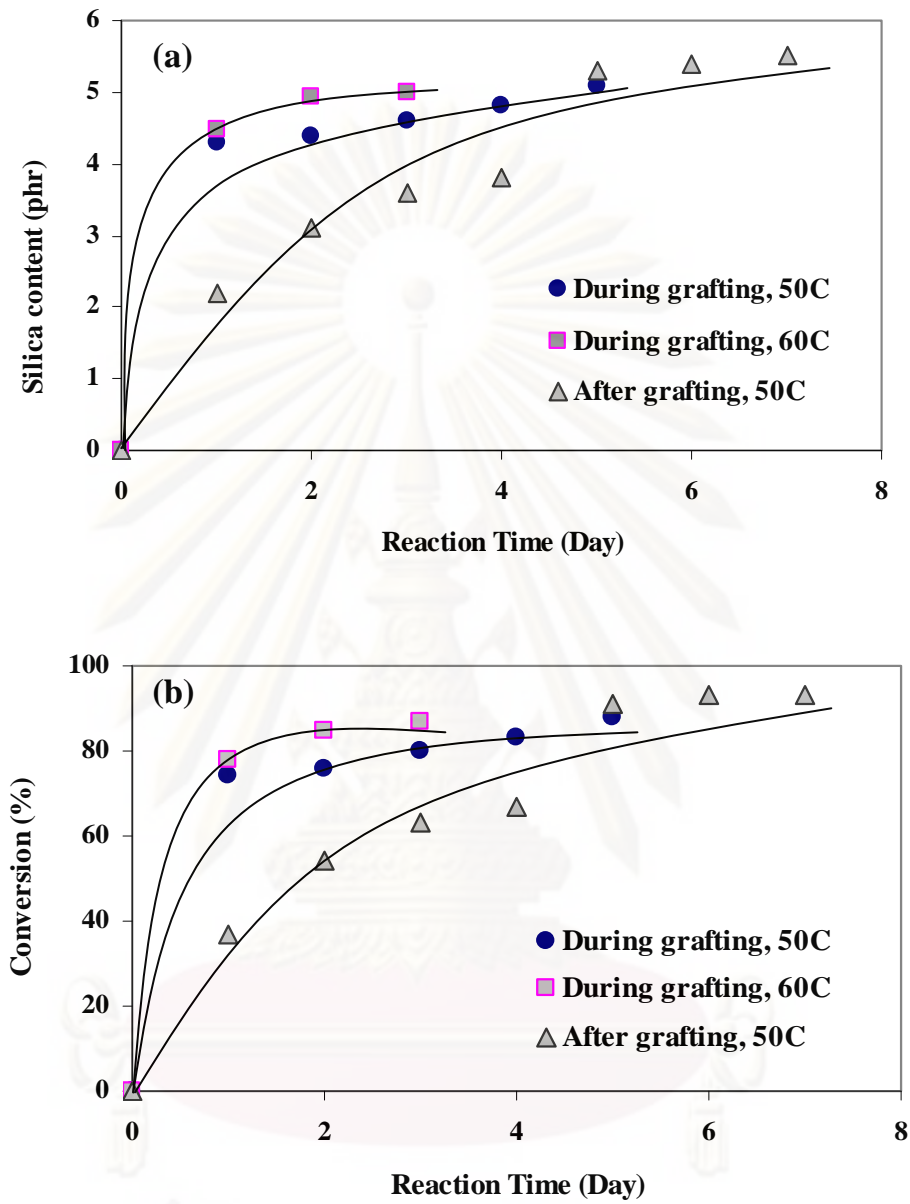 6
(a)
5
4
3
2
1
0
Silica content (phr)
During grafting, 50C
During grafting, 60C
After grafting, 50C
0 2 4 6 8
Reaction Time (Day)
100
(b)
80
60
40
20
0
Conversion (%)
During grafting, 50C
During grafting, 60C
After grafting, 50C
0 2 4 6 8
Reaction Time (Day)